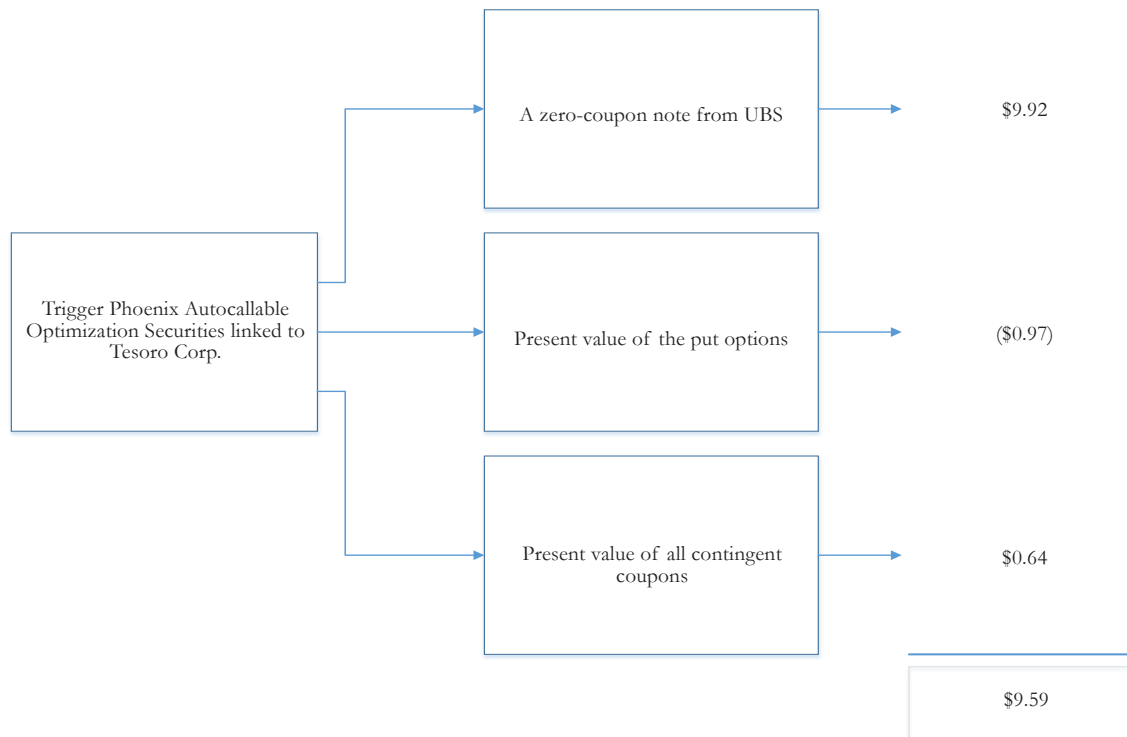 A zero-coupon note from UBS
$9.92
Trigger Phoenix Autocallable
Optimization Securities linked to
Tesoro Corp.
Present value of the put options
($0.97)
Present value of all contingent
coupons
$0.64
$9.59